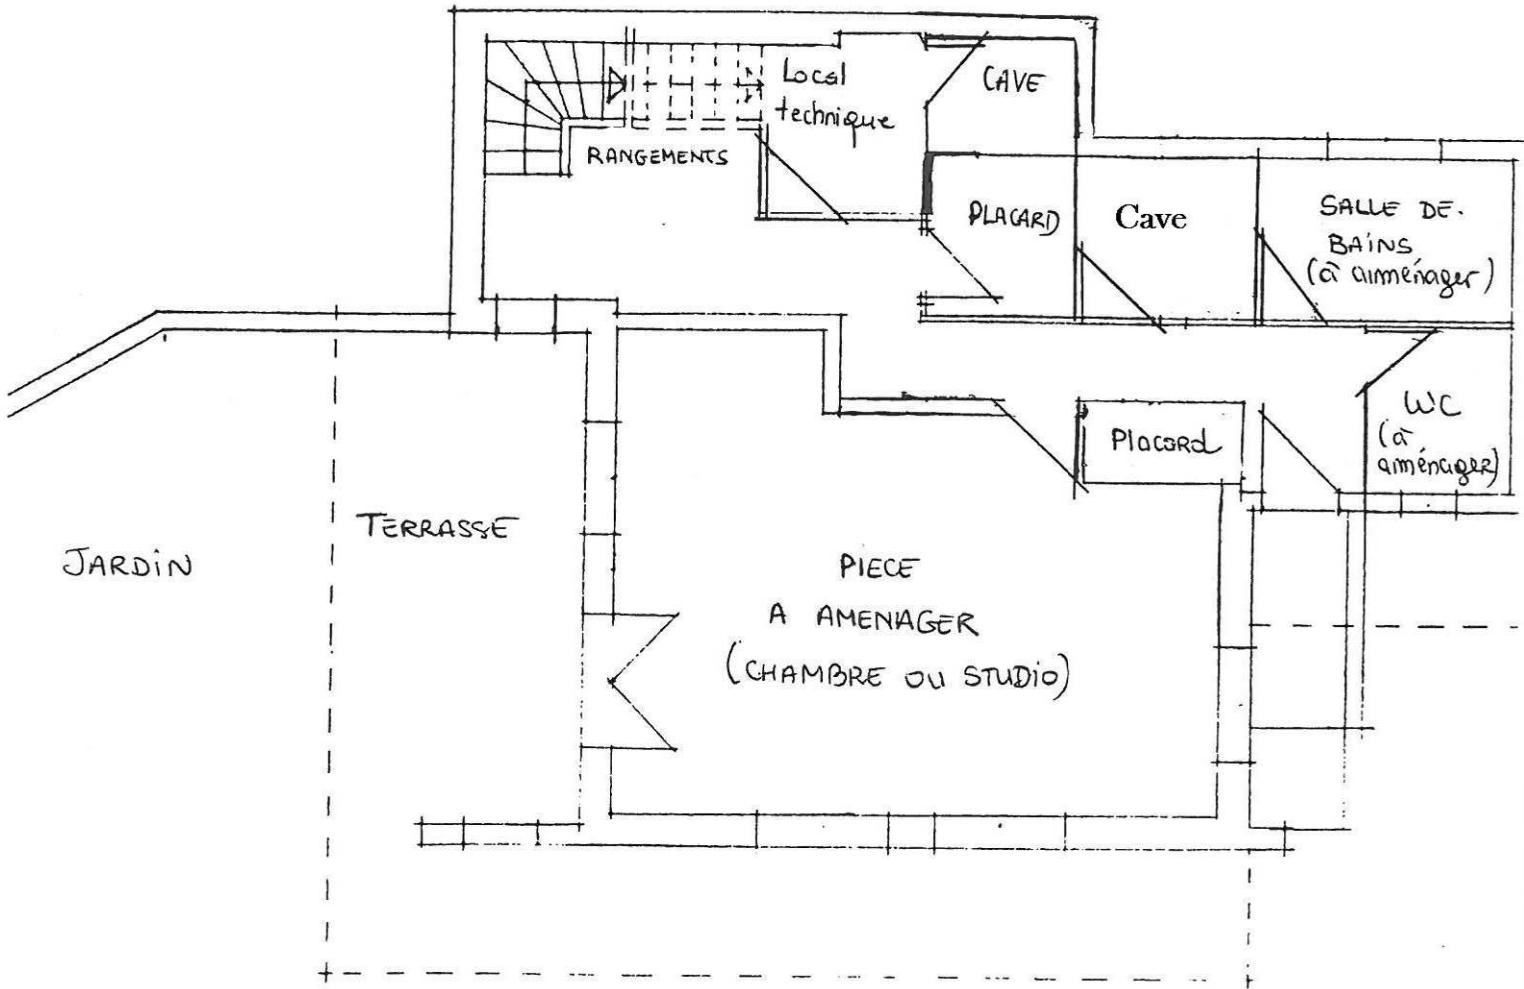 Local
technique
CAVE
RANGEMENTS
PLACARD
Cave
SALLE DE.
BAINS
(à aménager)
WC
(à
aménager)
Placard
TERRASSE
JARDIN
PIECE
A AMENAGER
(CHAMBRE OU STUDIO)